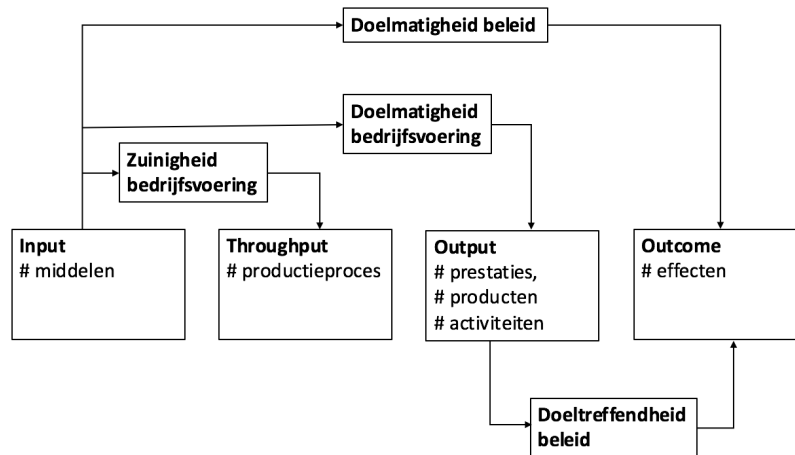 Doelmatigheid beleid
Doelmatigheid
bedrijfsvoering
Zuinigheid
bedrijfsvoering
Input
# middelen
Throughput
# productieproces
Output
# prestaties,
# producten
# activiteiten
Outcome
# effecten
Doeltreffendheid
beleid